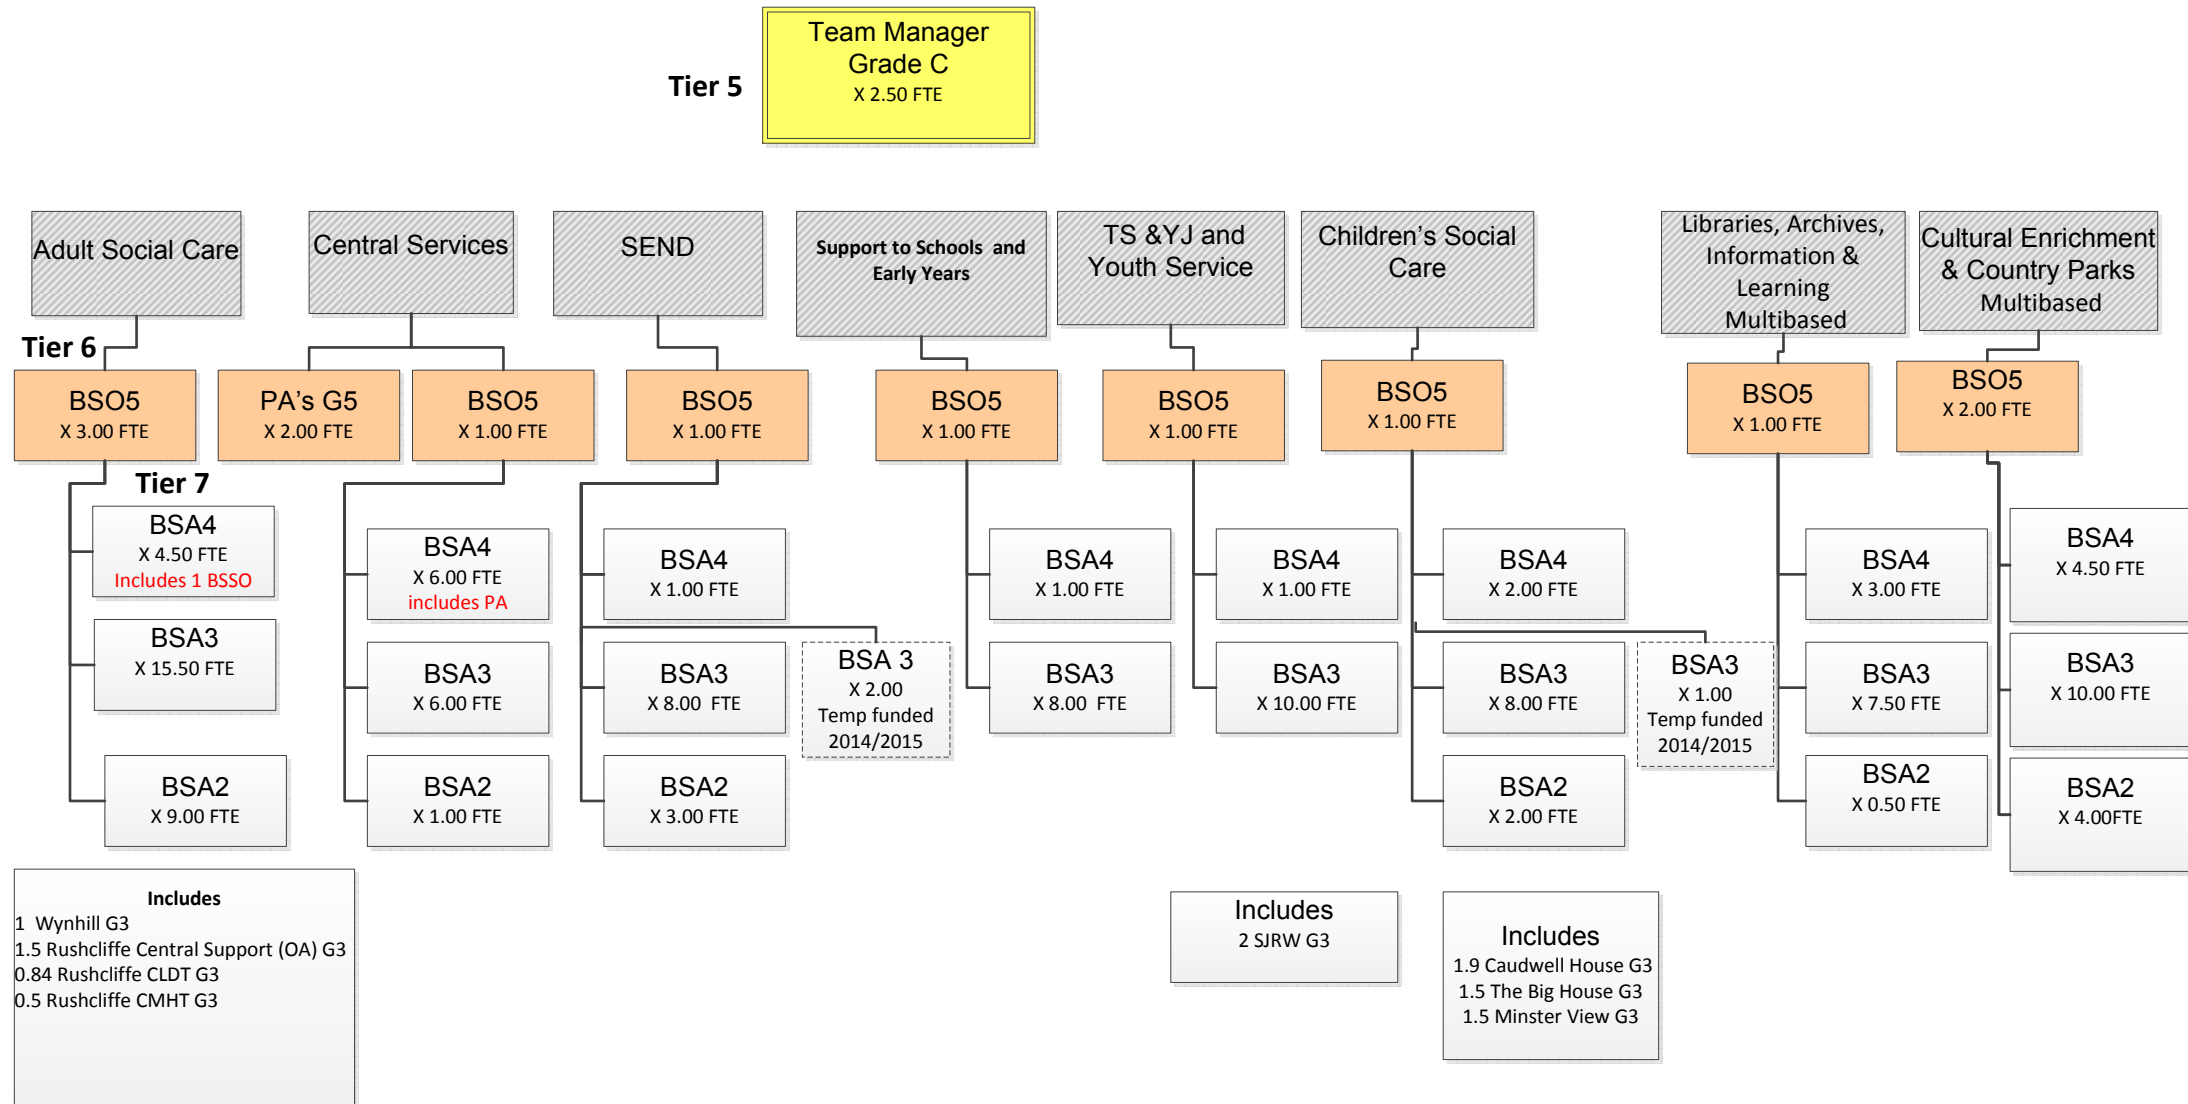 Team Manager
Grade C
X 2.50 FTE
Tier 5
Adult Social Care
Central Services
SEND
Support to Schools  and
Early Years
TS &YJ and
Youth Service
Children's Social
Care
Libraries, Archives,
Information &
Learning
Multibased
Cultural Enrichment
& Country Parks
Multibased
Tier 6
BSO5
X 3.00 FTE
PA's G5
X 2.00 FTE
BSO5
X 1.00 FTE
BSO5
X 1.00 FTE
BSO5
X 1.00 FTE
BSO5
X 1.00 FTE
BSO5
X 1.00 FTE
BSO5
X 1.00 FTE
BSO5
X 2.00 FTE
Tier 7
BSA4
X 4.50 FTE
Includes 1 BSSO
BSA4
X 6.00 FTE
includes PA
BSA4
X 1.00 FTE
BSA4
X 1.00 FTE
BSA4
X 1.00 FTE
BSA4
X 2.00 FTE
BSA4
X 3.00 FTE
BSA4
X 4.50 FTE
BSA3
X 15.50 FTE
BSA3
X 6.00 FTE
BSA3
X 8.00  FTE
BSA 3
X 2.00
Temp funded
2014/2015
BSA3
X 8.00  FTE
BSA3
X 10.00 FTE
BSA3
X 8.00 FTE
BSA3
X 1.00
Temp funded
2014/2015
BSA3
X 7.50 FTE
BSA3
X 10.00 FTE
BSA2
X 9.00 FTE
BSA2
X 1.00 FTE
BSA2
X 3.00 FTE
BSA2
X 2.00 FTE
BSA2
X 0.50 FTE
BSA2
X 4.00FTE
Includes
1  Wynhill G3
1.5 Rushcliffe Central Support (OA) G3
0.84 Rushcliffe CLDT G3
0.5 Rushcliffe CMHT G3
Includes
2 SJRW G3
Includes
1.9 Caudwell House G3
1.5 The Big House G3
1.5 Minster View G3